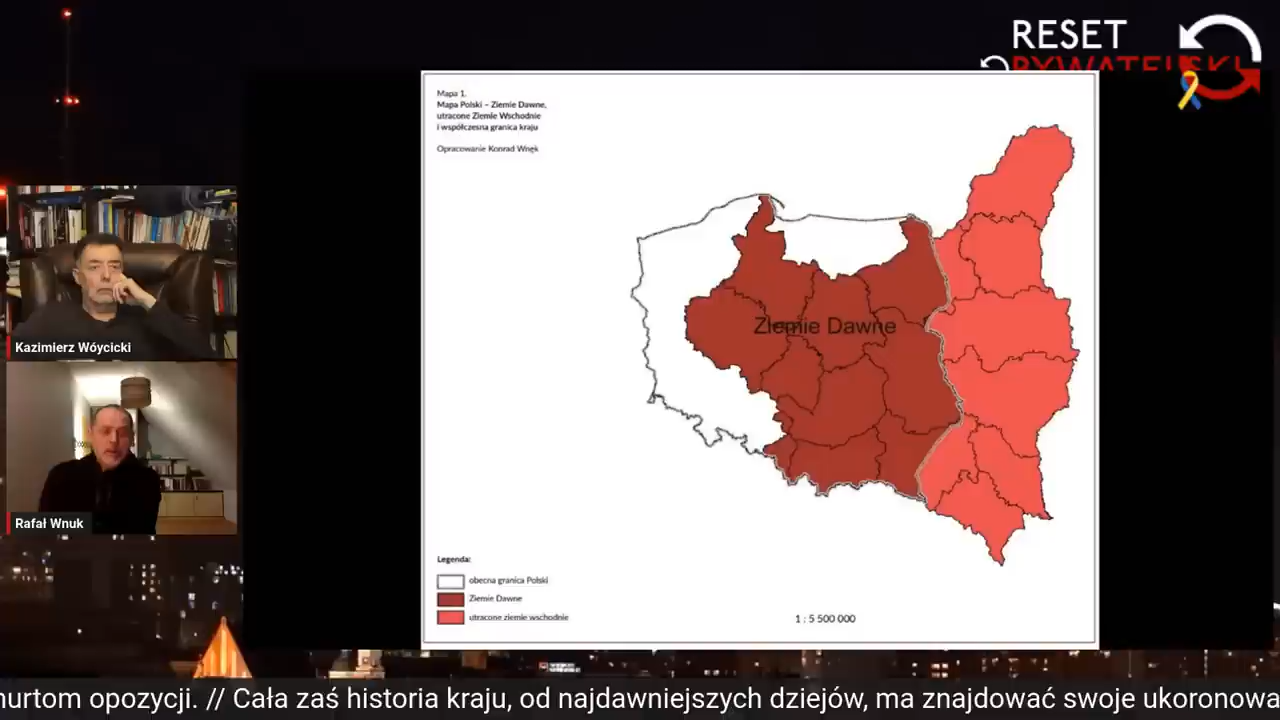 RESET
OBYWATELSKI
Mapa 1.
Mapa Polski – Ziemie Dawne,
utracone Ziemie Wschodnie
i współczesna granica kraju
Opracowanie Konrad Wnęk
Ziemie Dawne
Kazimierz Wóycicki
Rafał Wnuk
Legenda:
obecna granica Polski
Ziemie Dawne
utracone ziemie wschodnie
1 : 5 500 000
nurtom opozycji. // Cała zaś historia kraju, od najdawniejszych dziejów, ma znajdować swoje ukoronowa